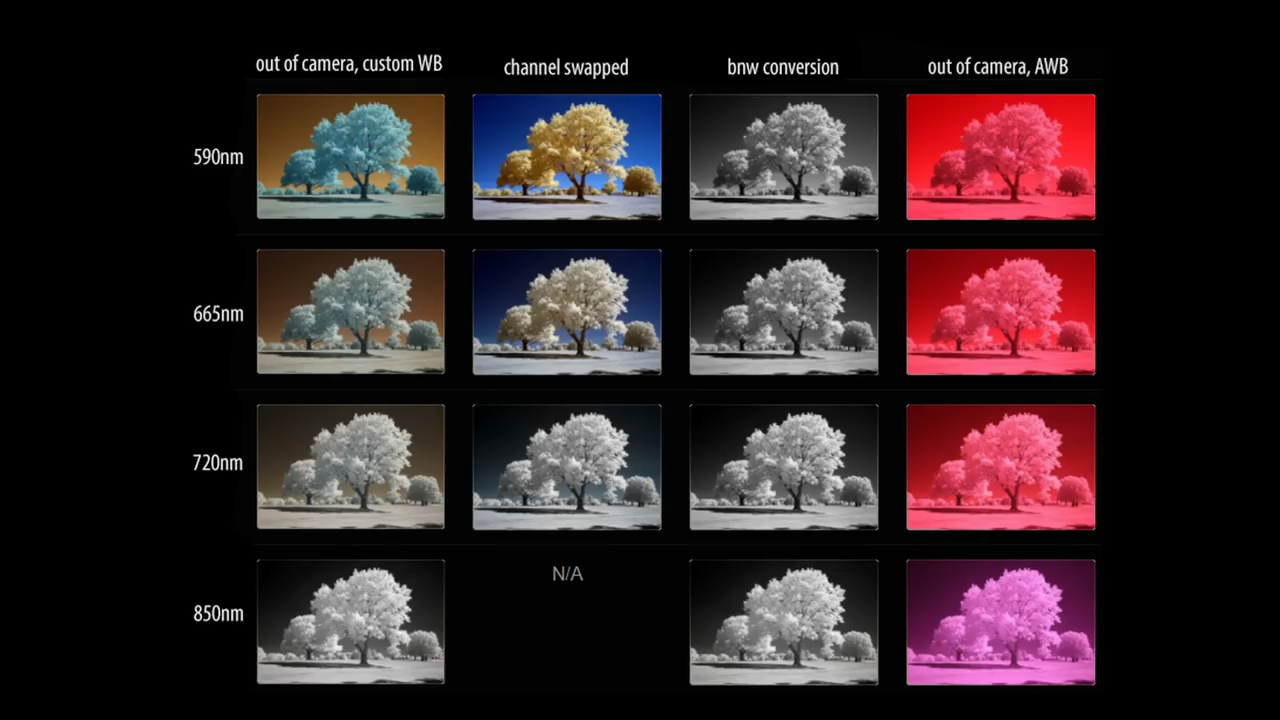 out of camera, custom WB
channel swapped
bnw conversion
out of camera, AWB
590nm
665nm
720nm
850nm
N/A